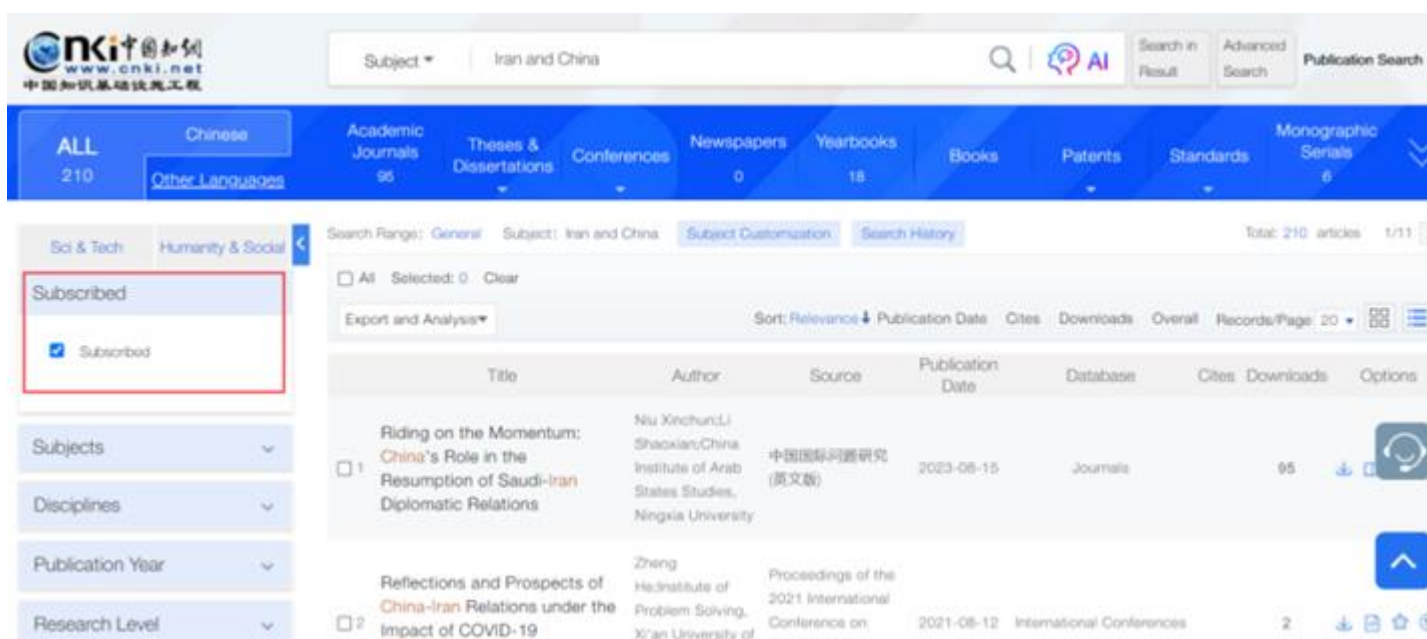 cnki中国知网
www.cnki.net
中国知识基础设施工程
Subject
Iran and China
AI
Search in
Result
Advanced
Search
Publication Search
ALL
210
Chinese
Other Languages
Academic
Journals
95
Theses &
Dissertations
Conferences
Newspapers
0
Yearbooks
18
Books
Patents
Standards
Monographic
Serials
6
Sci & Tech
Humanity & Social
Search Range: General Subject: Iran and China Subject Customization Search History Total: 210 articles 1/11
All Selected: 0 Clear
Export and Analysis
Sort: Relevance Publication Date Cites Downloads Overall Records/Page 20
Subscribed
Subscribed
Subjects
Disciplines
Publication Year
Research Level
Title Author Source Publication Date Database Cites Downloads Options
1
Riding on the Momentum:
China's Role in the
Resumption of Saudi-Iran
Diplomatic Relations
Niu Xinchun;Li
Shaoxian;China
Institute of Arab
States Studies,
Ningxia University
中国国际问题研究
(英文版)
2023-08-15
Journals
95
2
Reflections and Prospects of
China-Iran Relations under the
Impact of COVID-19
Zheng
He;Institute of
Problem Solving,
Xi'an University of
Proceedings of the
2021 International
Conference on
2021-08-12
International Conferences
2